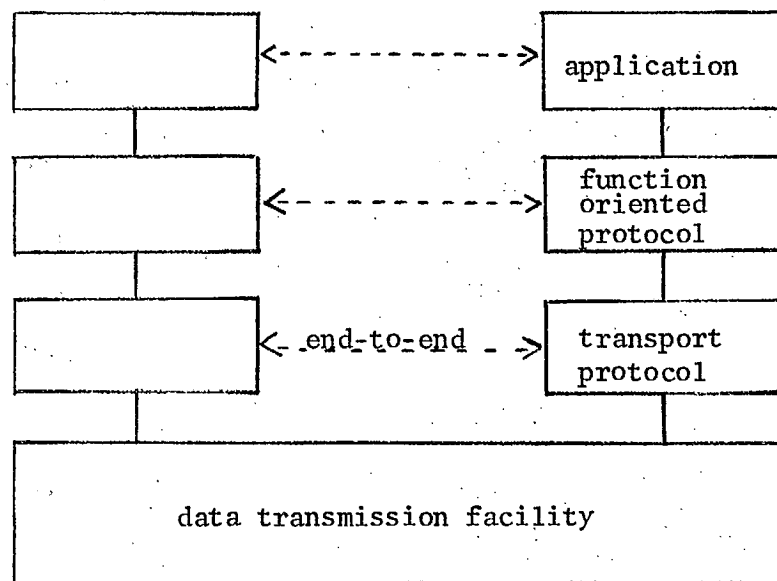 application
function
oriented
protocol
end-to-end
transport
protocol
data transmission facility